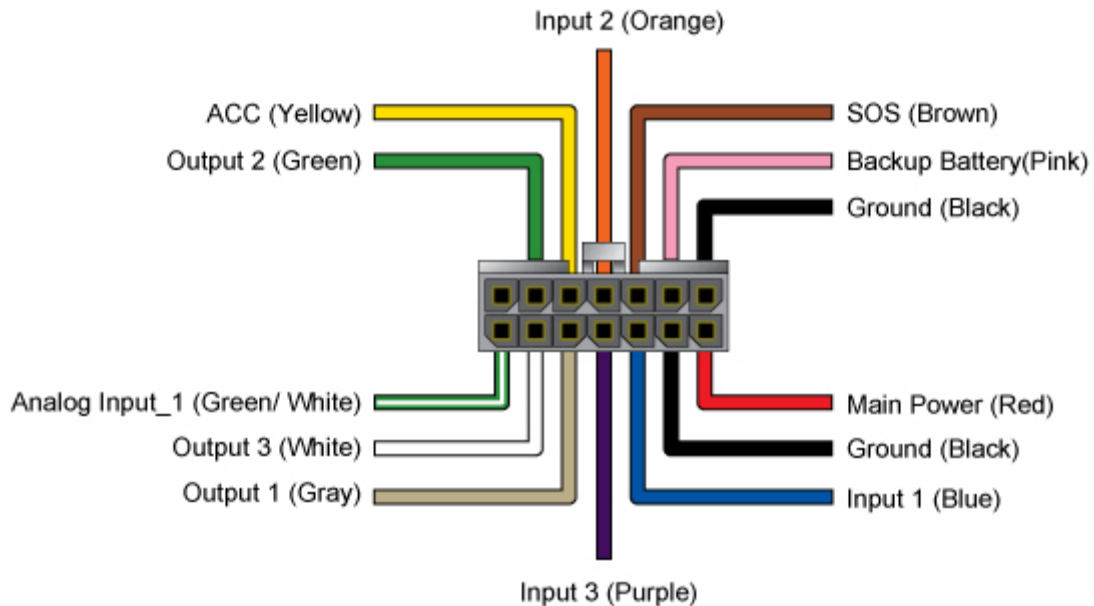 Input 2 (Orange)
ACC (Yellow)
SOS (Brown)
Output 2 (Green)
Backup Battery(Pink)
Ground (Black)
Analog Input_1 (Green/ White)
Main Power (Red)
Output 3 (White)
Ground (Black)
Output 1 (Gray)
Input 1 (Blue)
Input 3 (Purple)